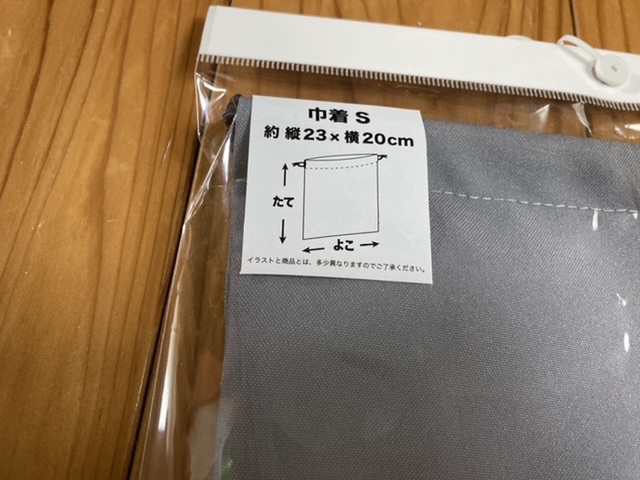 巾着 S
約 縦23×横20cm
たて
よこ
イラストと商品とは、多少異なりますのでご了承ください。